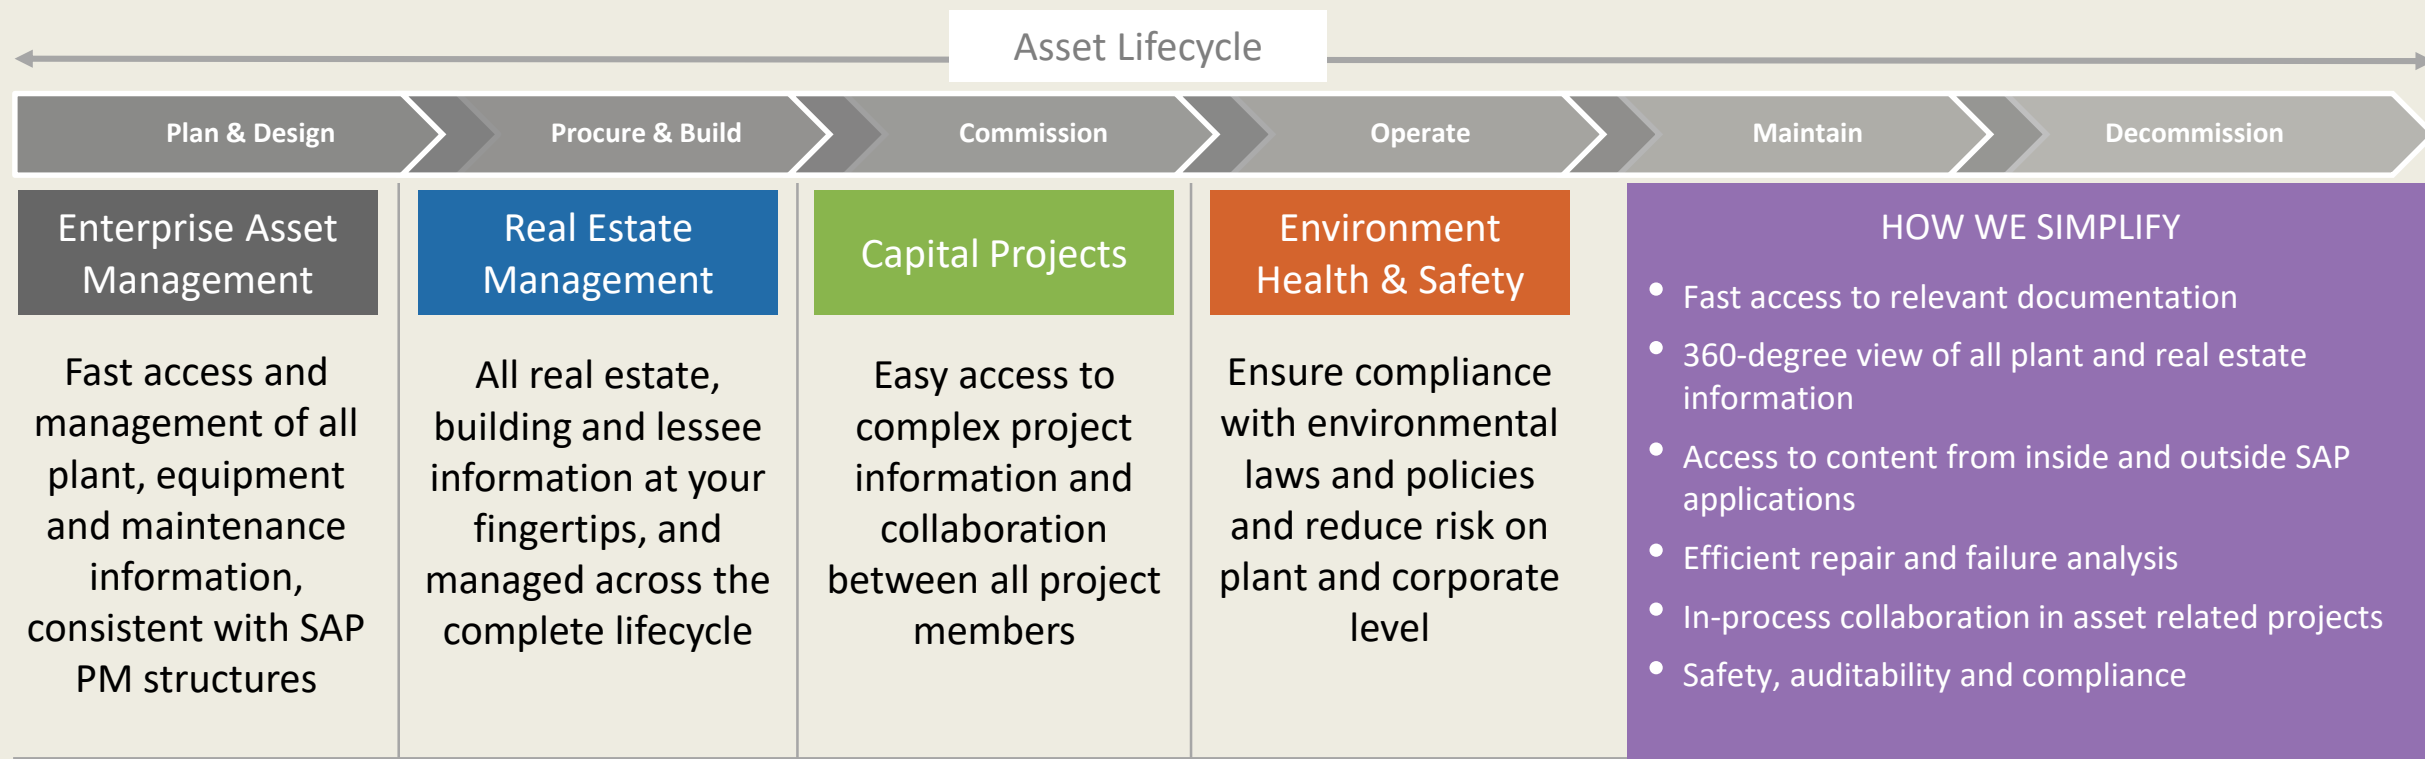 Asset Lifecycle
Plan & Design
Procure & Build
Commission
Operate
Maintain
Decommission
Enterprise Asset
Management
Fast access and
management of all
plant, equipment
and maintenance
information,
consistent with SAP
PM structures
Real Estate
Management
All real estate,
building and lessee
information at your
fingertips, and
managed across the
complete lifecycle
Capital Projects
Easy access to
complex project
information and
collaboration
between all project
members
Environment
Health & Safety
Ensure compliance
with environmental
laws and policies
and reduce risk on
plant and corporate
level
HOW WE SIMPLIFY
• Fast access to relevant documentation
• 360-degree view of all plant and real estate
information
• Access to content from inside and outside SAP
applications
• Efficient repair and failure analysis
• In-process collaboration in asset related projects
• Safety, auditability and compliance